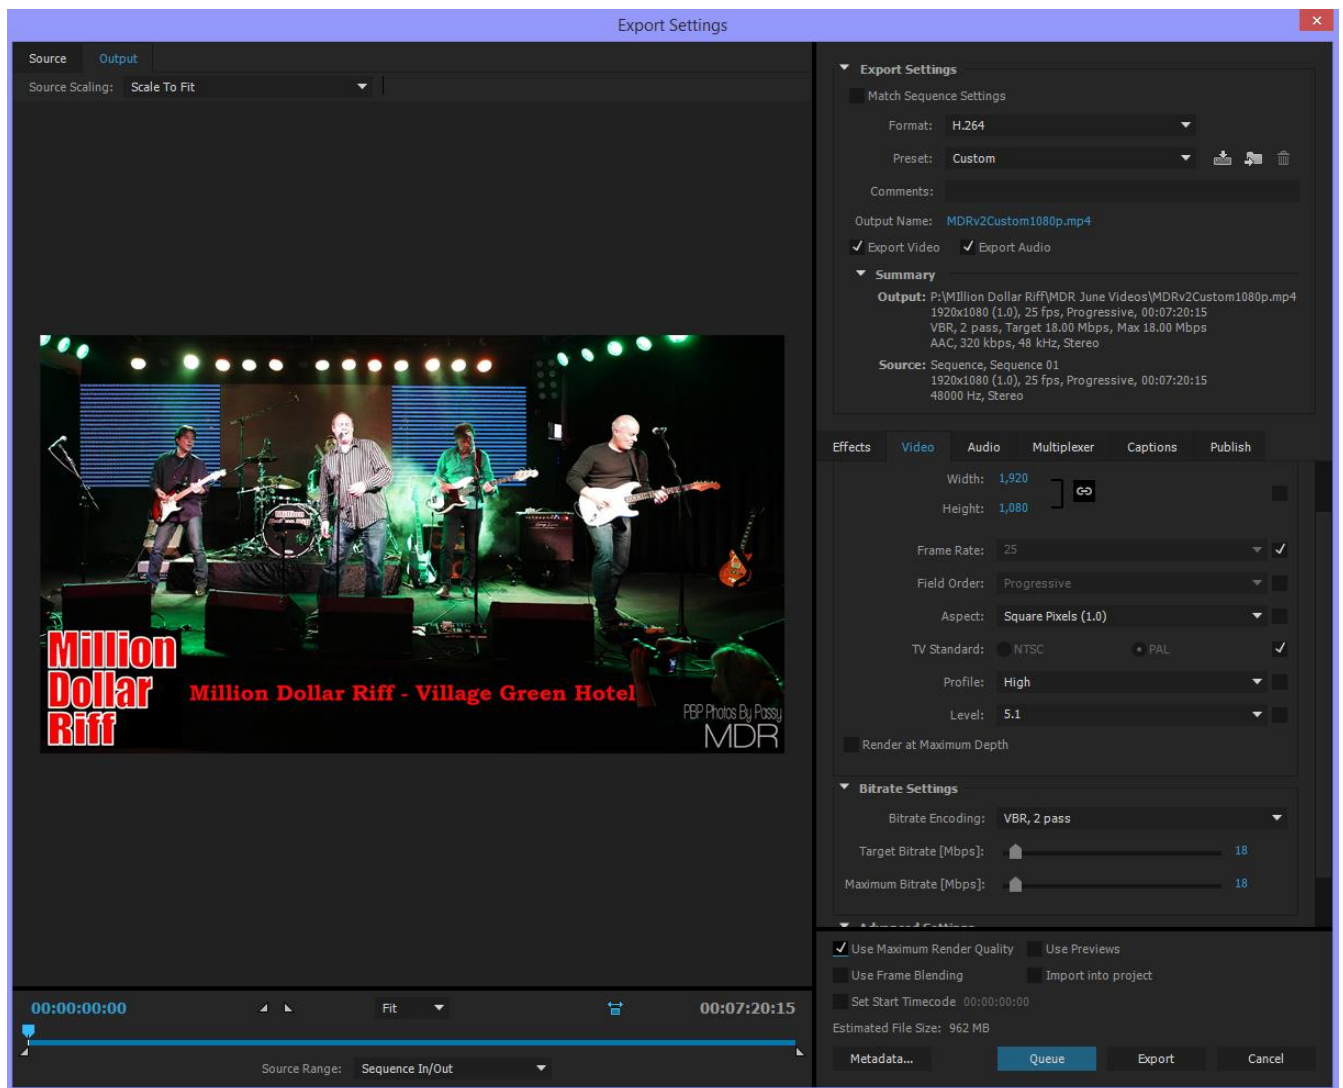 Export Settings
Source Output
Source Scaling: Scale To Fit
Million
Dollar
Riff
Million Dollar Riff - Village Green Hotel
PBP Photos By Passy
MDR
00:00:00:00 Fit 00:07:20:15
Source Range: Sequence In/Out
Export Settings
Match Sequence Settings
Format: H.264
Preset: Custom
Comments:
Output Name: MDRv2Custom1080p.mp4
Export Video Export Audio
Summary
Output: P:\MIllion Dollar Riff\MDR June Videos\MDRv2Custom1080p.mp4
1920x1080 (1.0), 25 fps, Progressive, 00:07:20:15
VBR, 2 pass, Target 18.00 Mbps, Max 18.00 Mbps
AAC, 320 kbps, 48 kHz, Stereo
Source: Sequence, Sequence 01
1920x1080 (1.0), 25 fps, Progressive, 00:07:20:15
48000 Hz, Stereo
Effects Video Audio Multiplexer Captions Publish
Width: 1,920
Height: 1,080
Frame Rate: 25
Field Order: Progressive
Aspect: Square Pixels (1.0)
TV Standard: NTSC PAL
Profile: High
Level: 5.1
Render at Maximum Depth
Bitrate Settings
Bitrate Encoding: VBR, 2 pass
Target Bitrate [Mbps]: 18
Maximum Bitrate [Mbps]: 18
Use Maximum Render Quality Use Previews
Use Frame Blending Import into project
Set Start Timecode 00:00:00:00
Estimated File Size: 962 MB
Metadata... Queue Export Cancel